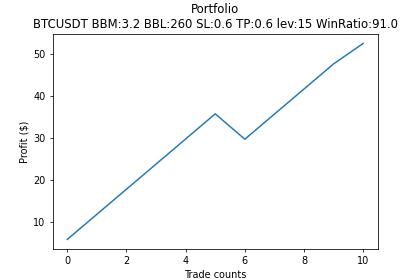 Portfolio
BTCUSDT BBM:3.2 BBL:260 SL:0.6 TP:0.6 lev:15 WinRatio:91.0
50
40
30
20
10
Profit ($)
0 2 4 6 8 10
Trade counts